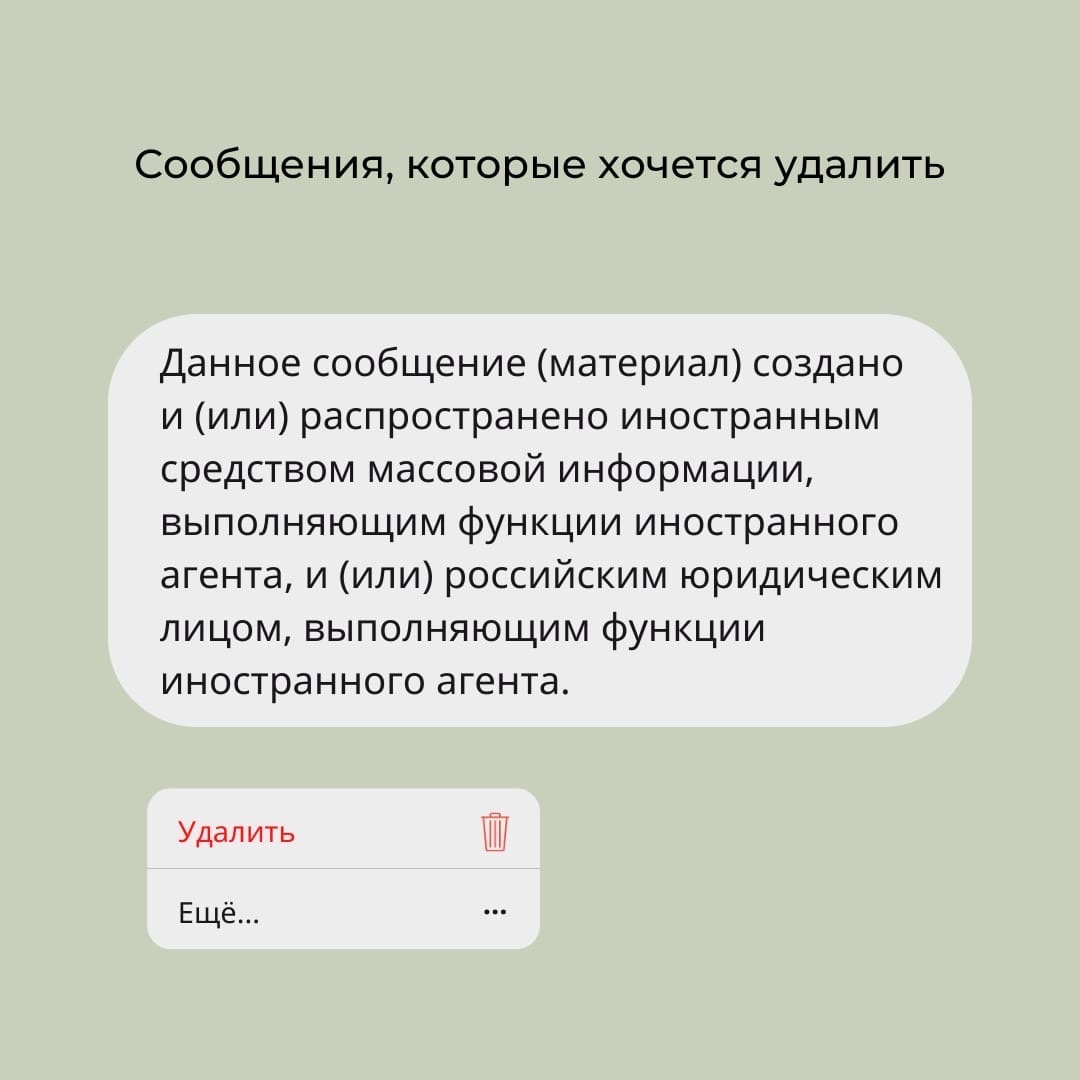 Сообщения, которые хочется удалить
Данное сообщение (материал) создано
и (или) распространено иностранным
средством массовой информации,
выполняющим функции иностранного
агента, и (или) российским юридическим
лицом, выполняющим функции
иностранного агента.
Удалить
Ещё...